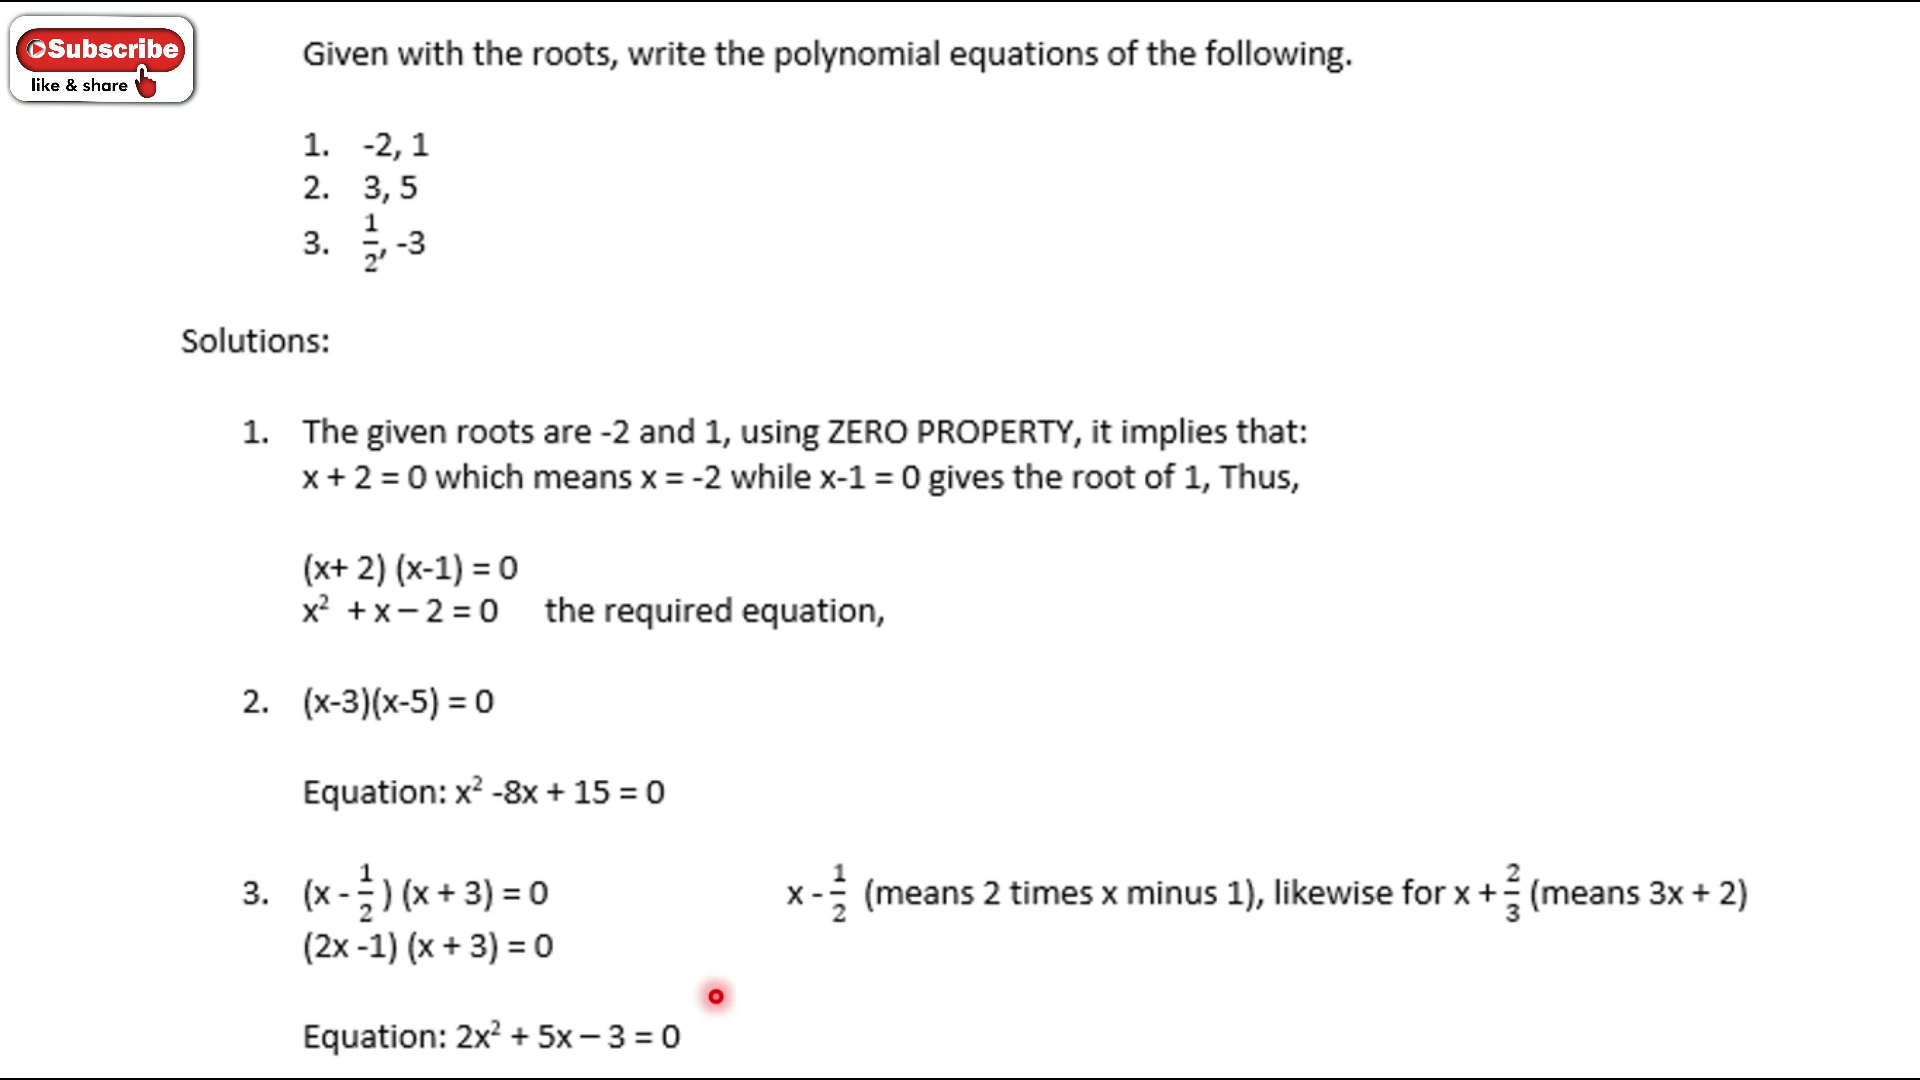 Subscribe
like & share
Given with the roots, write the polynomial equations of the following.
1. -2, 1
2. 3, 5
3. 1/2, -3
Solutions:
1. The given roots are -2 and 1, using ZERO PROPERTY, it implies that:
x + 2 = 0 which means x = -2 while x-1 = 0 gives the root of 1, Thus,
(x+ 2) (x-1) = 0
x² + x – 2 = 0 the required equation,
2. (x-3)(x-5) = 0
Equation: x² -8x + 15 = 0
3. (x - 1/2 ) (x + 3) = 0 x - 1/2 (means 2 times x minus 1), likewise for x + 2/3 (means 3x + 2)
(2x -1) (x + 3) = 0
Equation: 2x² + 5x – 3 = 0